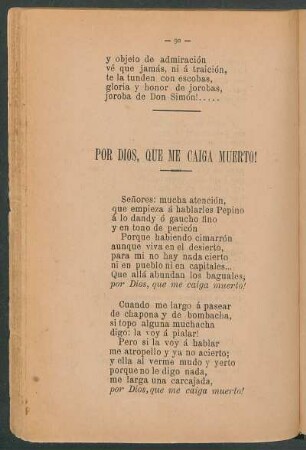 — 90 —
y objeto de admiración
vé que jamás, ni á traición,
te la tunden con escobas,
gloria y honor de jorobas,
joroba de Don Simón!.....
POR DIOS, QUE ME CAIGA MUERTO!
Señores: mucha atención,
que empieza á hablarles Pepino
á lo dandy ó gaucho fino
y en tono de pericón
Porque habiendo cimarrón
aunque viva en el desierto,
para mi no hay nada cierto
ni en pueblo ni en capitales...
Que allá abundan los baguales,
por Dios, que me caiga muerto!
Cuando me largo á pasear
de chapona y de bombacha,
si topo alguna muchacha
digo: la voy á pialar!
Pero si la voy á hablar
me atropello y ya no acierto;
y ella al verme mudo y yerto
porque no le digo nada,
me larga una carcajada,
por Dios, que me caiga muerto!